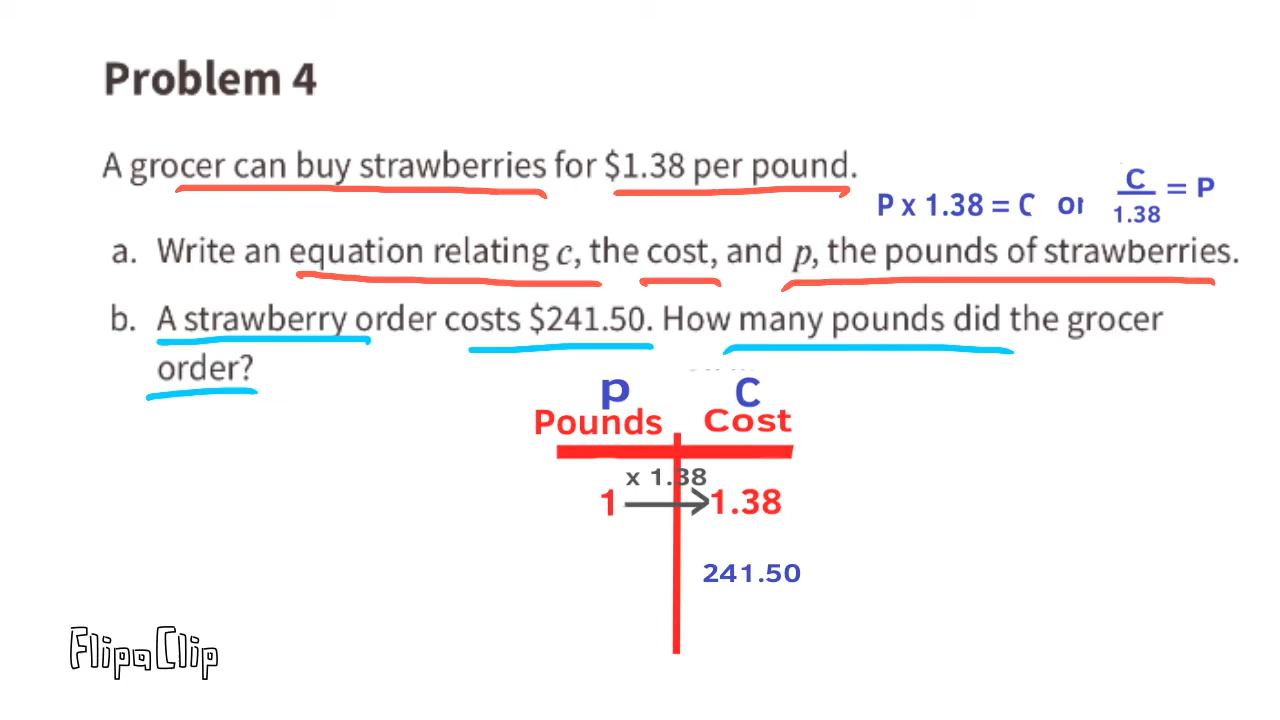 Problem 4
A grocer can buy strawberries for $1.38 per pound.
P x 1.38 = C or C/1.38 = P
a. Write an equation relating c, the cost, and p, the pounds of strawberries.
b. A strawberry order costs $241.50. How many pounds did the grocer
order?
p C
Pounds Cost
x 1.38
1 1.38
241.50
FlipaClip